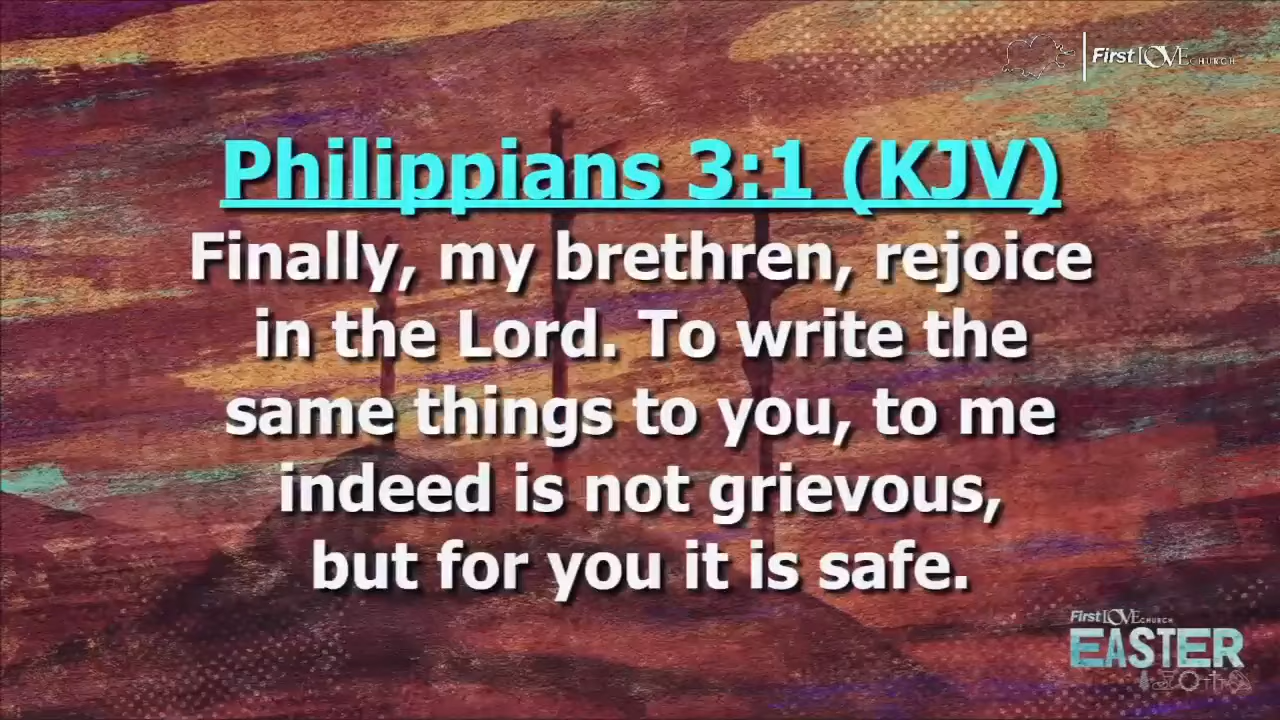 First LOVE CHURCH
Philippians 3:1 (KJV)
Finally, my brethren, rejoice
in the Lord. To write the
same things to you, to me
indeed is not grievous,
but for you it is safe.
First LOVE CHURCH
EASTER